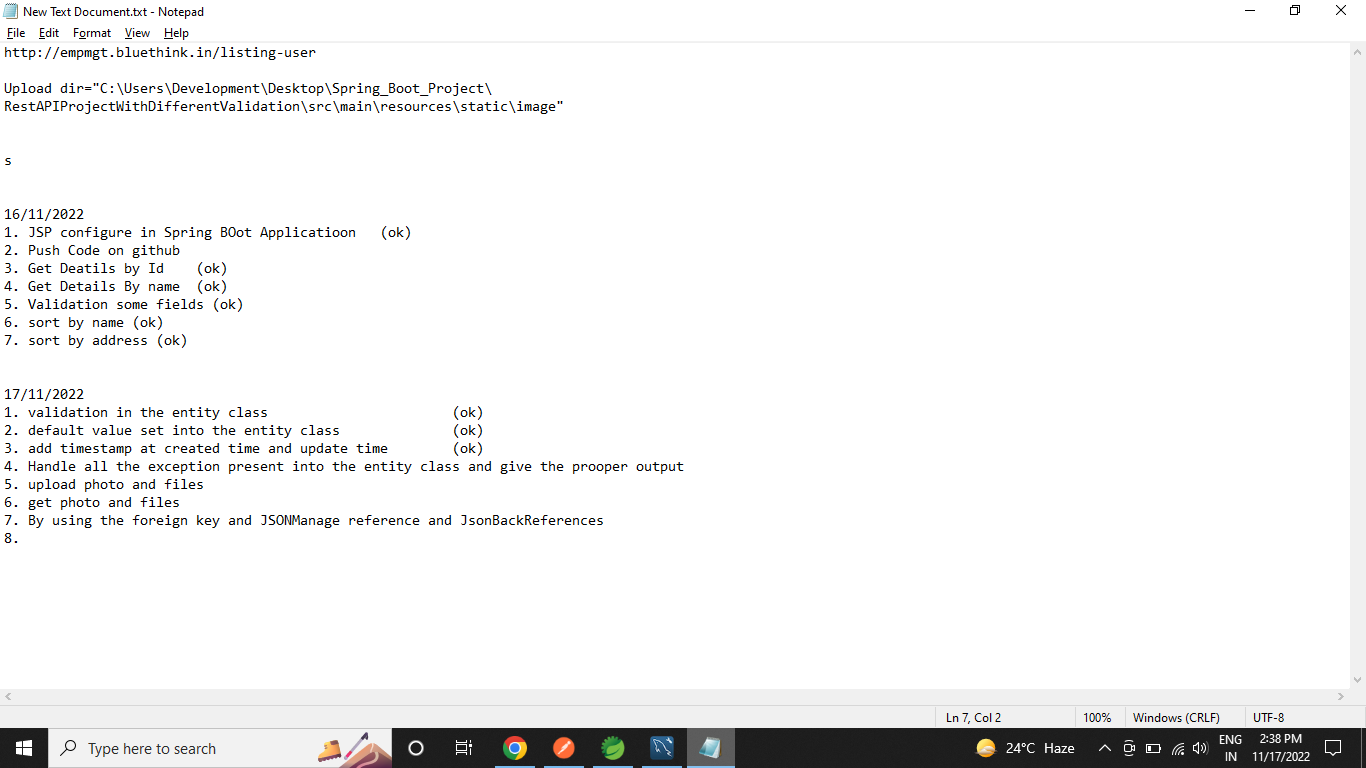 New Text Document.txt - Notepad
File Edit Format View Help
http://empmgt.bluethink.in/listing-user
Upload dir="C:\Users\Development\Desktop\Spring_Boot_Project\
RestAPIProjectWithDifferentValidation\src\main\resources\static\image"
s
16/11/2022
1. JSP configure in Spring BOot Applicatioon (ok)
2. Push Code on github
3. Get Deatils by Id (ok)
4. Get Details By name (ok)
5. Validation some fields (ok)
6. sort by name (ok)
7. sort by address (ok)
17/11/2022
1. validation in the entity class (ok)
2. default value set into the entity class (ok)
3. add timestamp at created time and update time (ok)
4. Handle all the exception present into the entity class and give the prooper output
5. upload photo and files
6. get photo and files
7. By using the foreign key and JSONManage reference and JsonBackReferences
8.
Ln 7, Col 2 100% Windows (CRLF) UTF-8
Type here to search 24°C Haze ENG IN 2:38 PM 11/17/2022